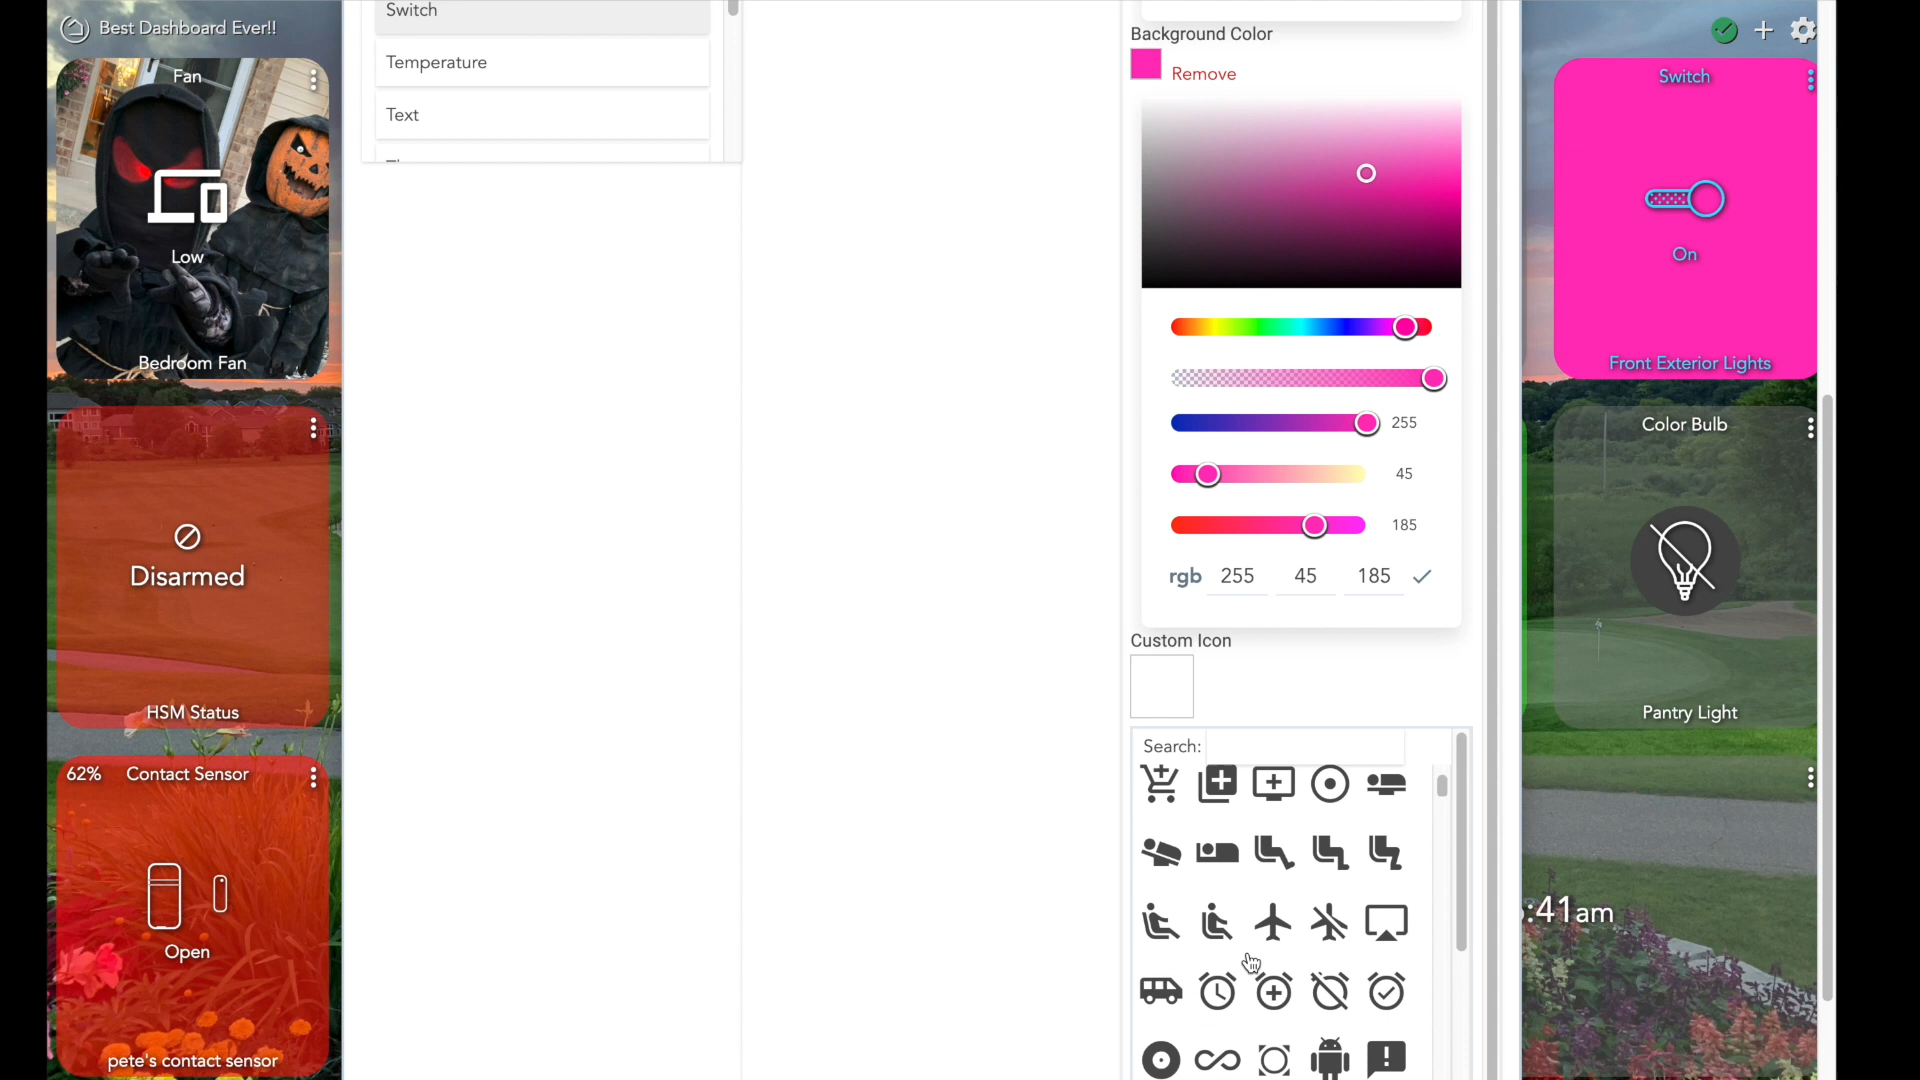 Best Dashboard Ever!!
Fan
Low
Bedroom Fan
Disarmed
HSM Status
62% Contact Sensor
Open
pete's contact sensor
Switch
Temperature
Text
Background Color
Remove
255
45
185
rgb 255 45 185
Custom Icon
Search:
Switch
On
Front Exterior Lights
Color Bulb
Pantry Light
:41am